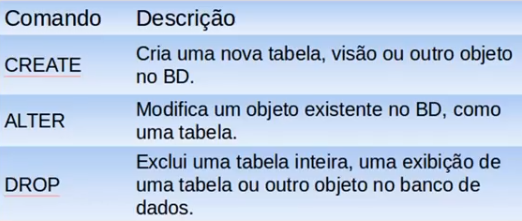 Comando Descrição
CREATE Cria uma nova tabela, visão ou outro objeto
no BD.
ALTER Modifica um objeto existente no BD, como
uma tabela.
DROP Exclui uma tabela inteira, uma exibição de
uma tabela ou outro objeto no banco de
dados.